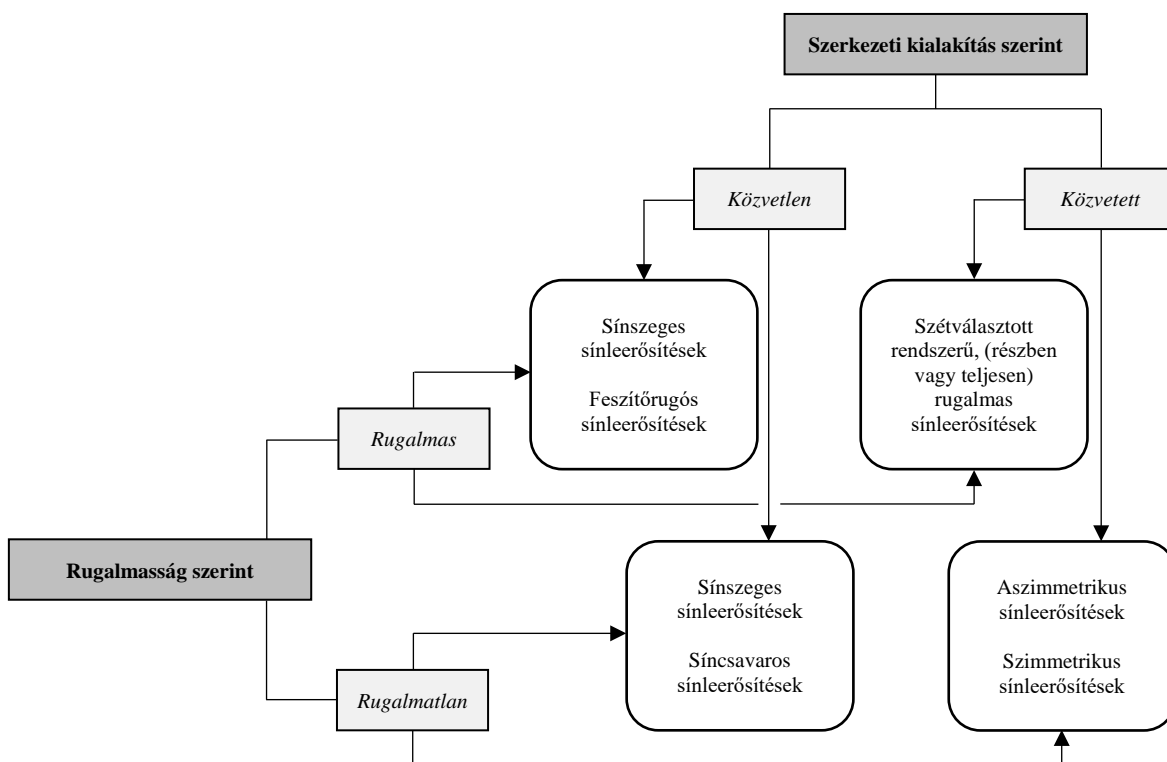 Szerkezeti kialakítás szerint
Közvetlen
Közvetett
Sínszeges
sínleerősítések
Feszítőrugós
sínleerősítések
Szétválasztott
rendszerű, (részben
vagy teljesen)
rugalmas
sínleerősítések
Rugalmas
Rugalmasság szerint
Sínszeges
sínleerősítések
Síncsavaros
sínleerősítések
Aszimmetrikus
sínleerősítések
Szimmetrikus
sínleerősítések
Rugalmatlan